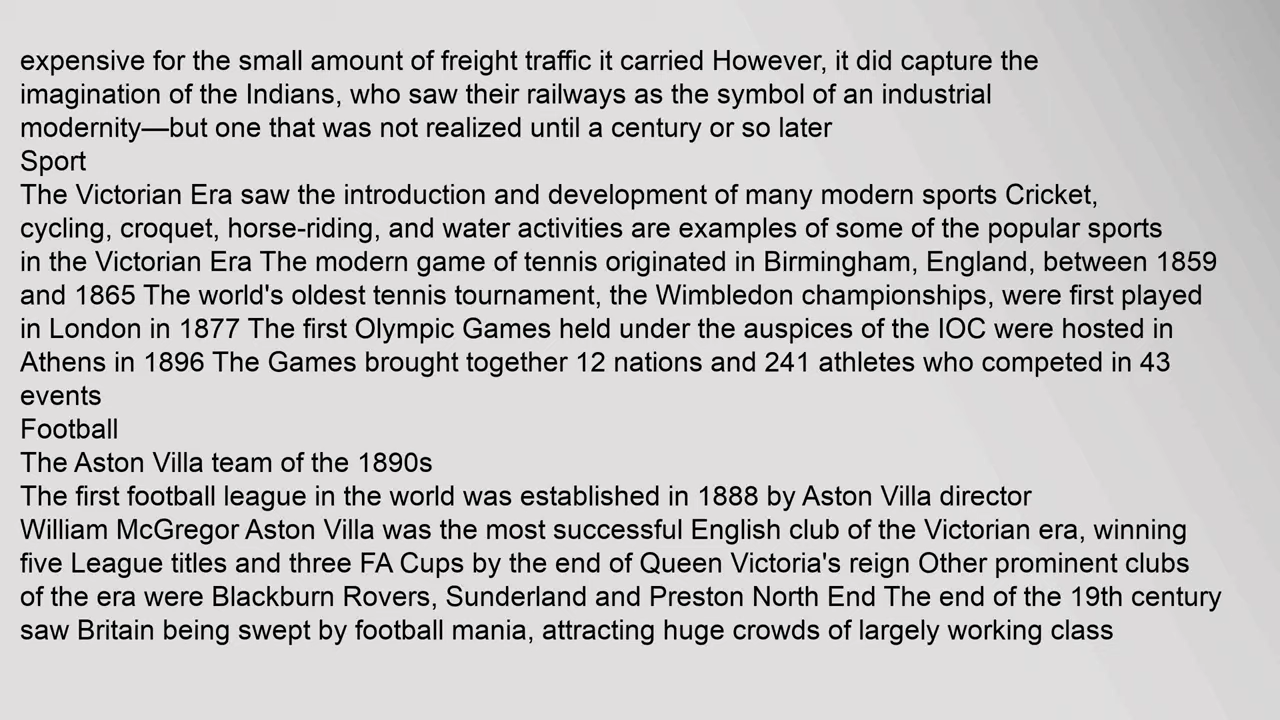 expensive for the small amount of freight traffic it carried However, it did capture the
imagination of the Indians, who saw their railways as the symbol of an industrial
modernity—but one that was not realized until a century or so later
Sport
The Victorian Era saw the introduction and development of many modern sports Cricket,
cycling, croquet, horse-riding, and water activities are examples of some of the popular sports
in the Victorian Era The modern game of tennis originated in Birmingham, England, between 1859
and 1865 The world's oldest tennis tournament, the Wimbledon championships, were first played
in London in 1877 The first Olympic Games held under the auspices of the IOC were hosted in
Athens in 1896 The Games brought together 12 nations and 241 athletes who competed in 43
events
Football
The Aston Villa team of the 1890s
The first football league in the world was established in 1888 by Aston Villa director
William McGregor Aston Villa was the most successful English club of the Victorian era, winning
five League titles and three FA Cups by the end of Queen Victoria's reign Other prominent clubs
of the era were Blackburn Rovers, Sunderland and Preston North End The end of the 19th century
saw Britain being swept by football mania, attracting huge crowds of largely working class